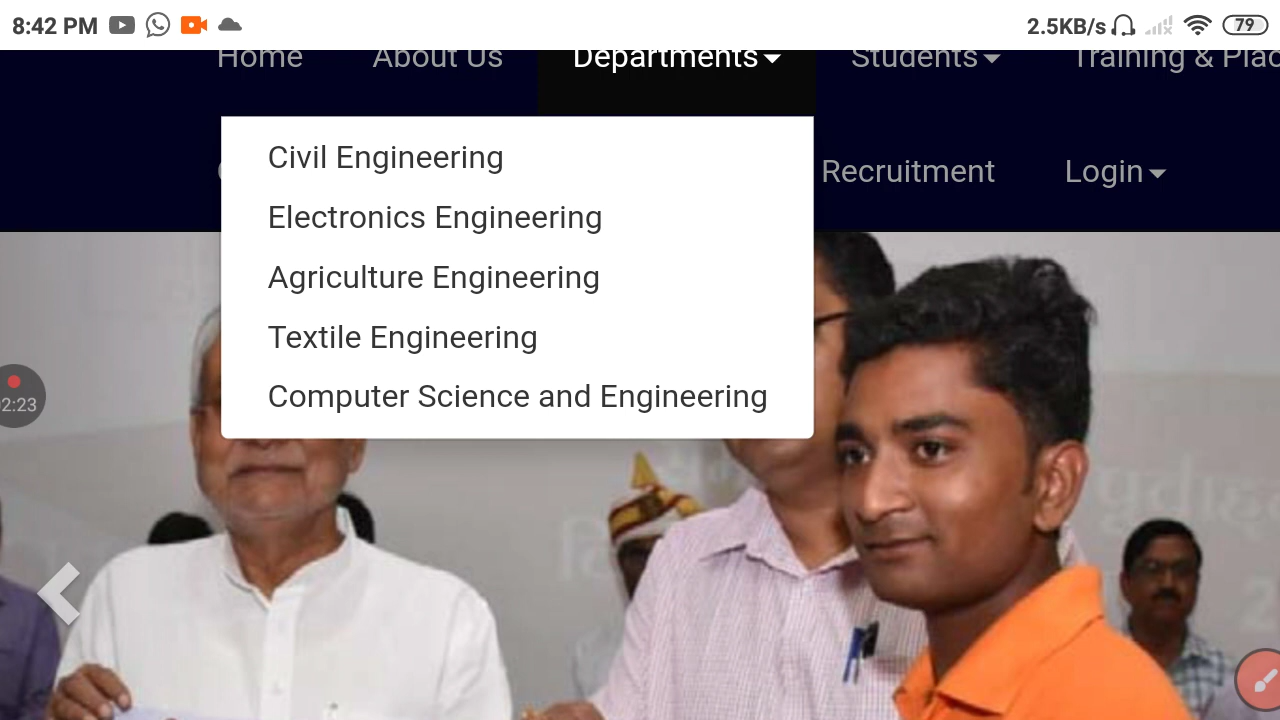 8:42 PM 2.5KB/s 79
Home About Us Departments Students Training &
Recruitment Login
Civil Engineering
Electronics Engineering
Agriculture Engineering
Textile Engineering
Computer Science and Engineering
2:23